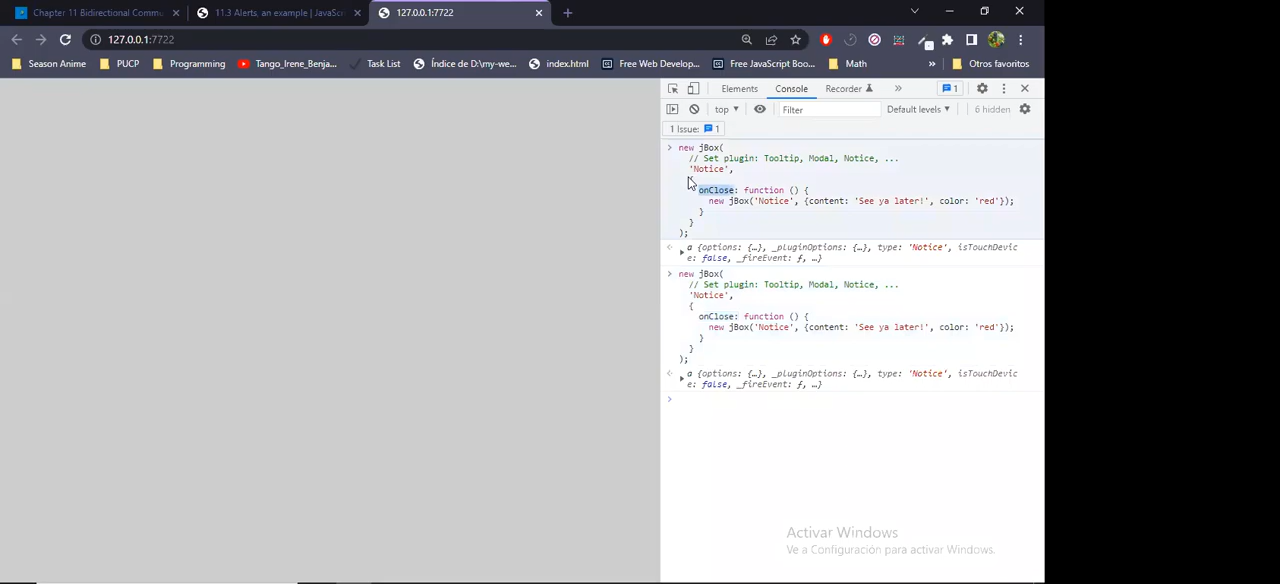 Chapter 11 Bidirectional Commu
11.3 Alerts, an example | JavaScri
127.0.0.1:7722
127.0.0.1:7722
Season Anime
PUCP
Programming
Tango_Irene_Benja...
Task List
Índice de D:\my-we...
index.html
Free Web Develop...
Free JavaScript Boo...
Math
»
Otros favoritos
Elements
Console
Recorder
»
1
top
Filter
Default levels
6 hidden
1 Issue:
1
new jBox(
// Set plugin: Tooltip, Modal, Notice, ...
'Notice',
{
onClose: function () {
new jBox('Notice', {content: 'See ya later!', color: 'red'});
}
}
);
a {options: {…}, _pluginOptions: {…}, type: 'Notice', isTouchDevic
e: false, _fireEvent: ƒ, …}
new jBox(
// Set plugin: Tooltip, Modal, Notice, ...
'Notice',
{
onClose: function () {
new jBox('Notice', {content: 'See ya later!', color: 'red'});
}
}
);
a {options: {…}, _pluginOptions: {…}, type: 'Notice', isTouchDevic
e: false, _fireEvent: ƒ, …}
Activar Windows
Ve a Configuración para activar Windows.